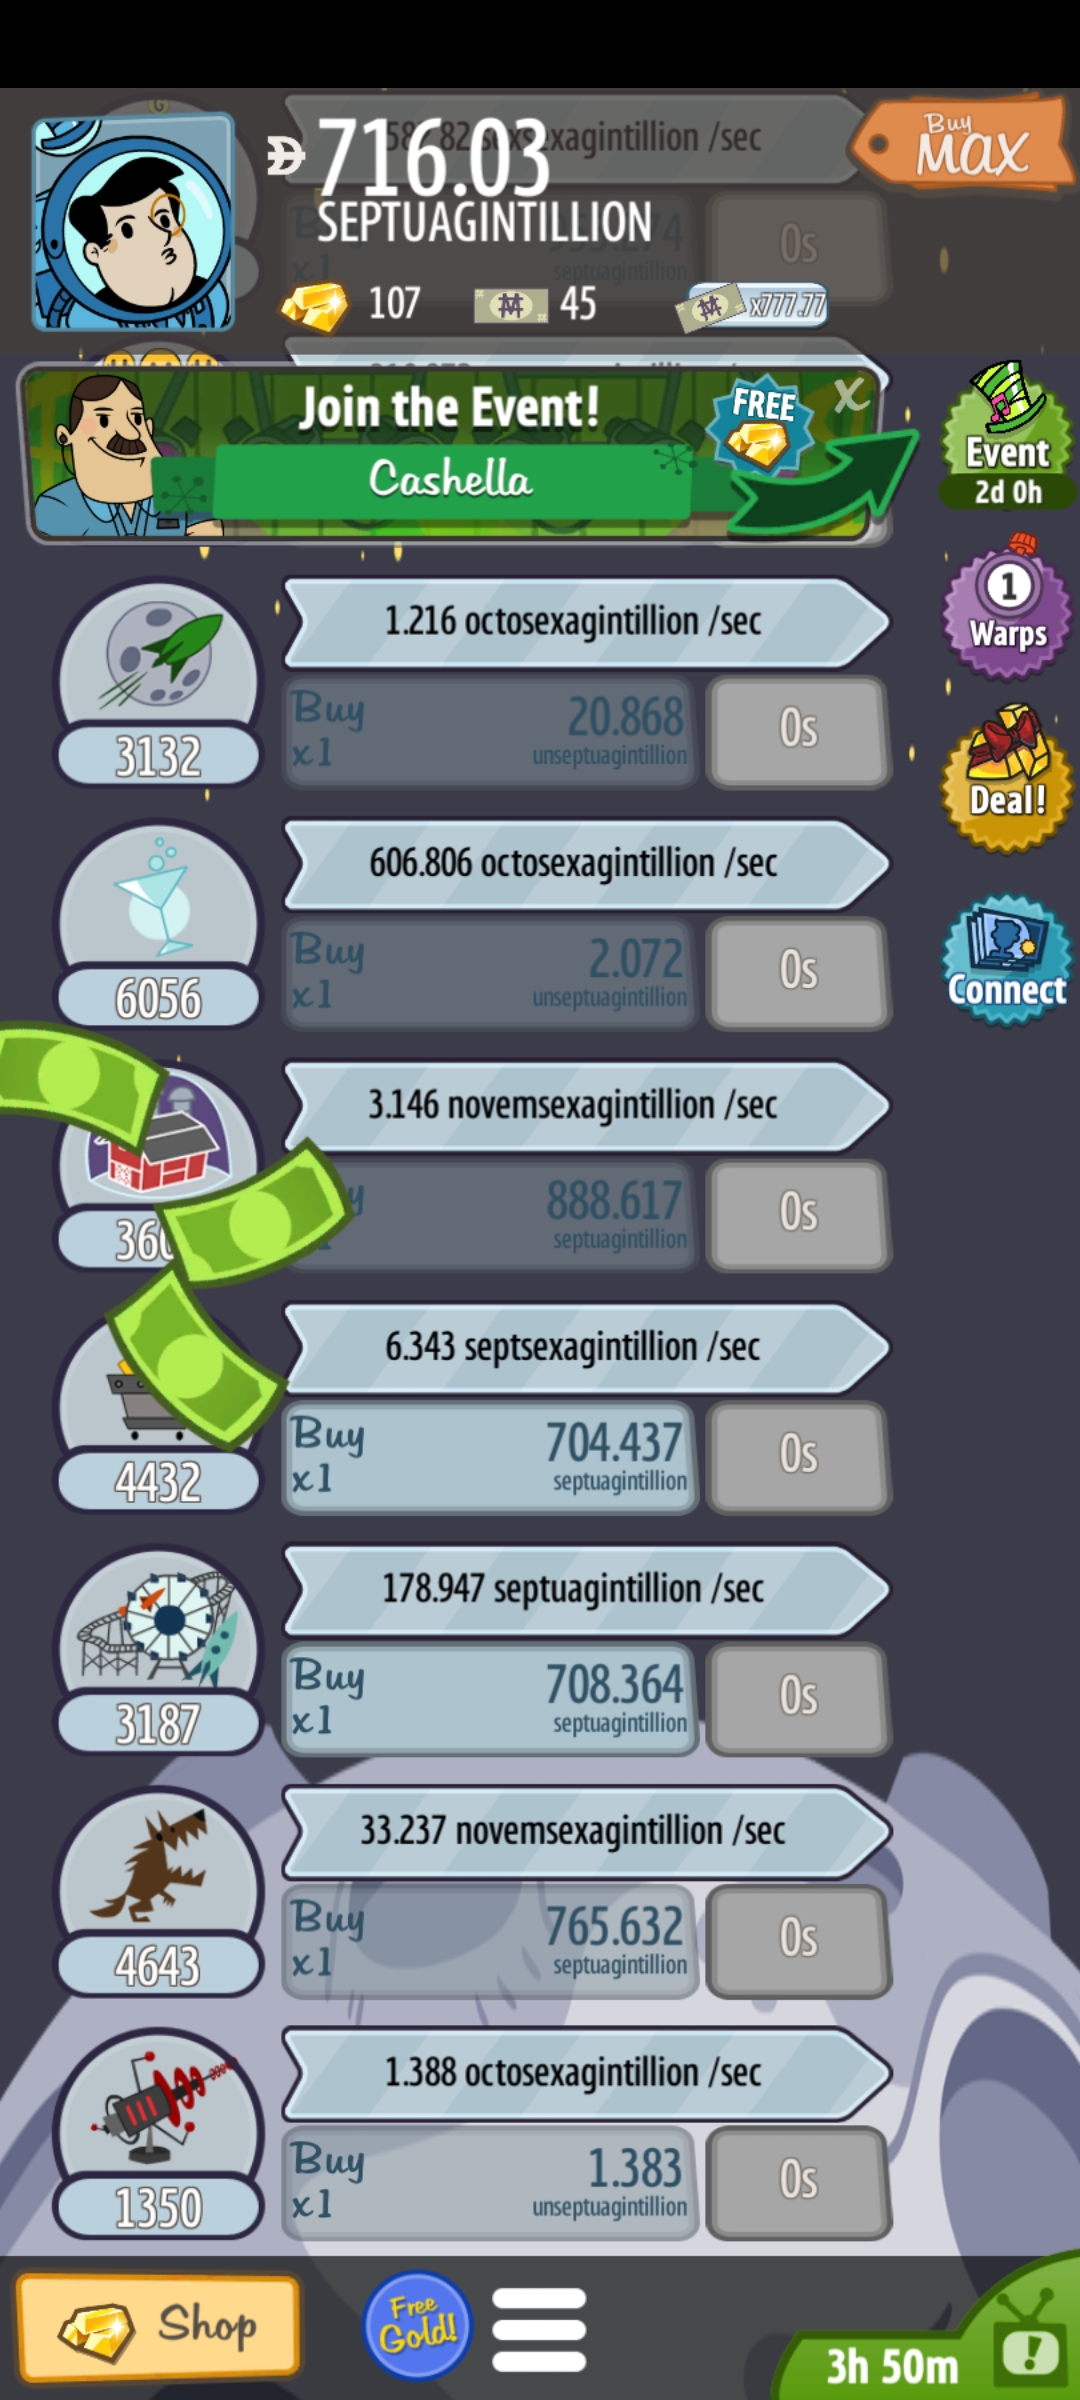 716.03
SEPTUAGINTILLION
107
45
x777.77
Buy
MAX
0s
septuagintillion
Join the Event!
Cashella
FREE
X
Event
2d 0h
1
Warps
Deal!
Connect
1.216 octosexagintillion /sec
3132
Buy
x1
20.868
unseptuagintillion
0s
606.806 octosexagintillion /sec
6056
Buy
x1
2.072
unseptuagintillion
0s
3.146 novemsexagintillion /sec
888.617
septuagintillion
0s
6.343 septsexagintillion /sec
4432
Buy
x1
704.437
septuagintillion
0s
178.947 septuagintillion /sec
3187
Buy
x1
708.364
septuagintillion
0s
33.237 novemsexagintillion /sec
4643
Buy
x1
765.632
septuagintillion
0s
1.388 octosexagintillion /sec
1350
Buy
x1
1.383
unseptuagintillion
0s
Shop
Free
Gold!
3h 50m
!